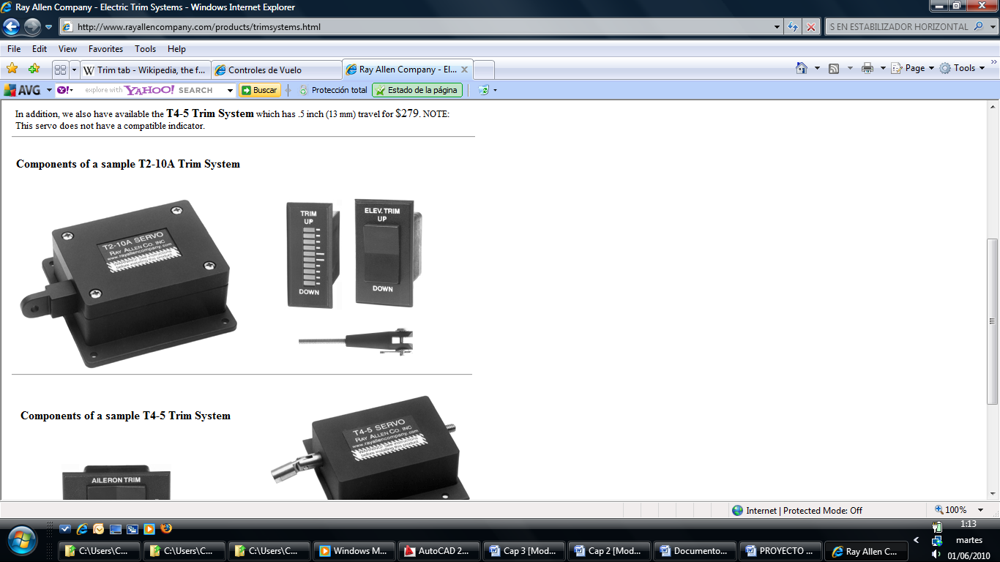 Ray Allen Company - Electric Trim Systems - Windows Internet Explorer
http://www.rayallencompany.com/products/trimsystems.html
S EN ESTABILIZADOR HORIZONTAL
File Edit View Favorites Tools Help
W Trim tab - Wikipedia, the f...
Controles de Vuelo
Ray Allen Company - El...
Page
Tools
AVG
Y!
explore with YAHOO! SEARCH
Buscar
Protección total
Estado de la página
In addition, we also have available the T4-5 Trim System which has .5 inch (13 mm) travel for $279. NOTE:
This servo does not have a compatible indicator.
Components of a sample T2-10A Trim System
T2-10A SERVO
RAY ALLEN CO. INC
www.rayallencompany.com
TRIM
UP
DOWN
ELEV. TRIM
UP
DOWN
Components of a sample T4-5 Trim System
T4-5 SERVO
RAY ALLEN CO. INC
www.rayallencompany.com
AILERON TRIM
Internet | Protected Mode: Off
100%
C:\Users\C...
C:\Users\C...
C:\Users\C...
Windows M...
AutoCAD 2...
Cap 3 [Mod...
Cap 2 [Mod...
Documento...
PROYECTO ...
Ray Allen C...
1:13
martes
01/06/2010